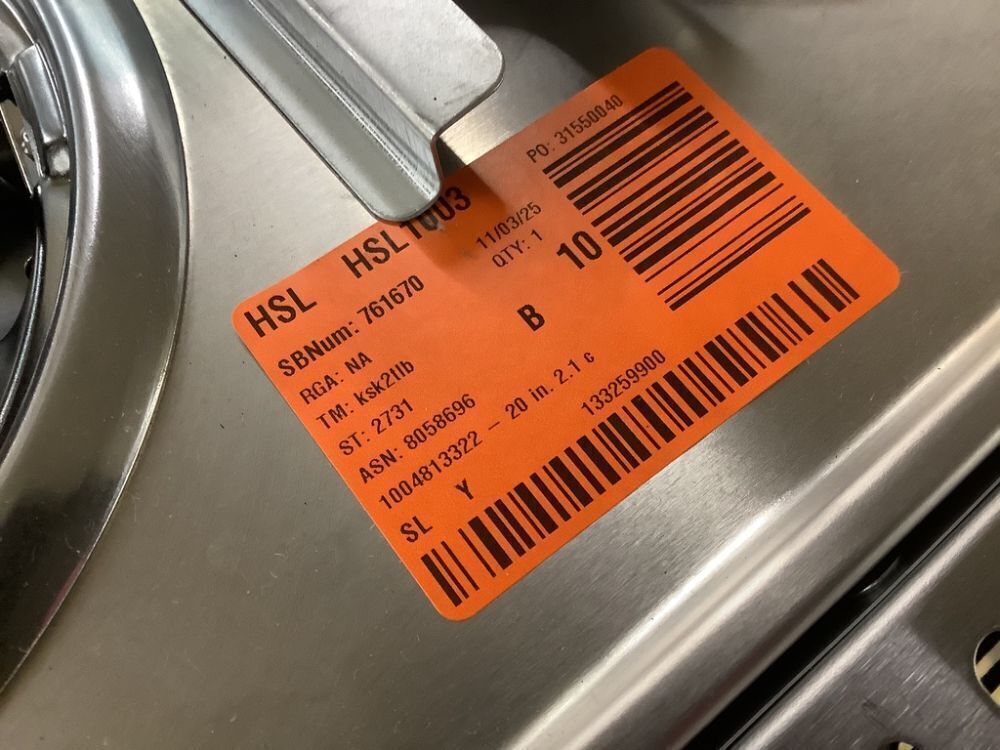 HSL HSL1603
SBNum: 761670 11/03/25 PO: 31550040
RGA: NA QTY: 1
TM: ksk2tlb 10
ST: 2731 B
ASN: 8058696
1004813322 - 20 in. 2.1 c
SL Y 133259900